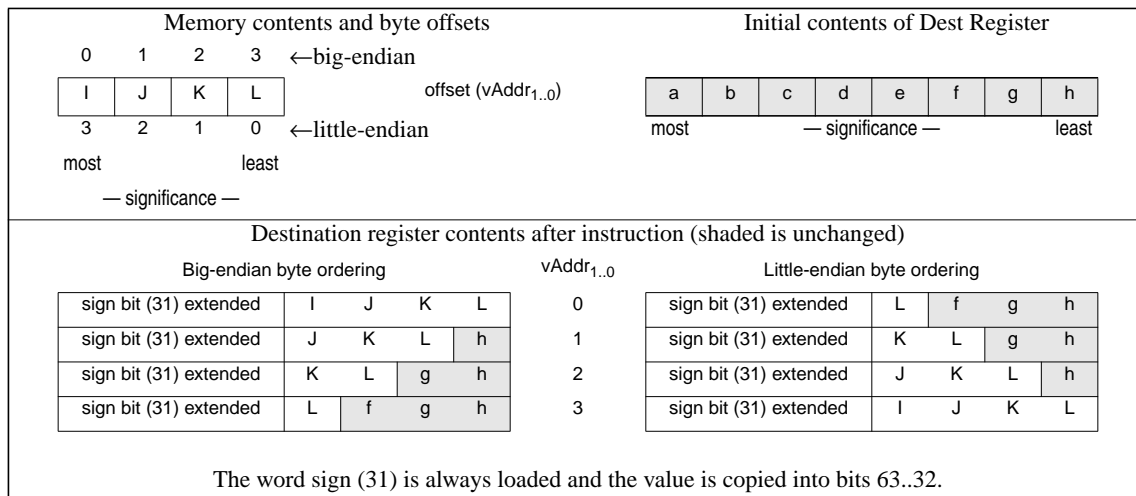 Memory contents and byte offsets
0 1 2 3 ←big-endian
I J K L offset (vAddr1..0)
3 2 1 0 ←little-endian
most least
— significance —
Initial contents of Dest Register
a b c d e f g h
most — significance — least
Destination register contents after instruction (shaded is unchanged)
Big-endian byte ordering vAddr1..0 Little-endian byte ordering
sign bit (31) extended I J K L 0 sign bit (31) extended L f g h
sign bit (31) extended J K L h 1 sign bit (31) extended K L g h
sign bit (31) extended K L g h 2 sign bit (31) extended J K L h
sign bit (31) extended L f g h 3 sign bit (31) extended I J K L
The word sign (31) is always loaded and the value is copied into bits 63..32.